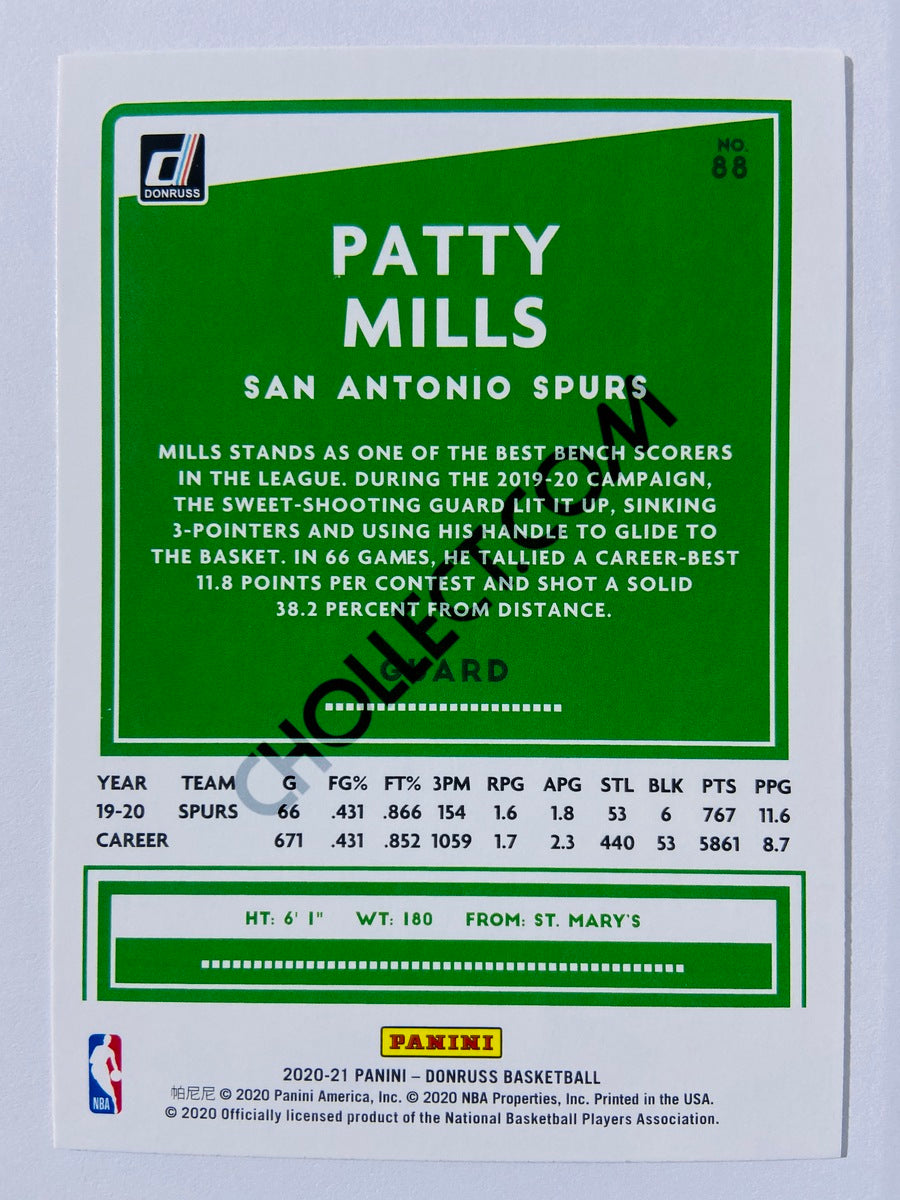 DONRUSS
NO.
88
PATTY
MILLS
SAN ANTONIO SPURS
MILLS STANDS AS ONE OF THE BEST BENCH SCORERS
IN THE LEAGUE. DURING THE 2019-20 CAMPAIGN,
THE SWEET-SHOOTING GUARD LIT IT UP, SINKING
3-POINTERS AND USING HIS HANDLE TO GLIDE TO
THE BASKET. IN 66 GAMES, HE TALLIED A CAREER-BEST
11.8 POINTS PER CONTEST AND SHOT A SOLID
38.2 PERCENT FROM DISTANCE.
GUARD
CHOLLECT.COM
YEAR TEAM G FG% FT% 3PM RPG APG STL BLK PTS PPG
19-20 SPURS 66 .431 .866 154 1.6 1.8 53 6 767 11.6
CAREER 671 .431 .852 1059 1.7 2.3 440 53 5861 8.7
HT: 6' 1" WT: 180 FROM: ST. MARY'S
PANINI
NBA
2020-21 PANINI – DONRUSS BASKETBALL
帕尼尼 © 2020 Panini America, Inc. © 2020 NBA Properties, Inc. Printed in the USA.
© 2020 Officially licensed product of the National Basketball Players Association.